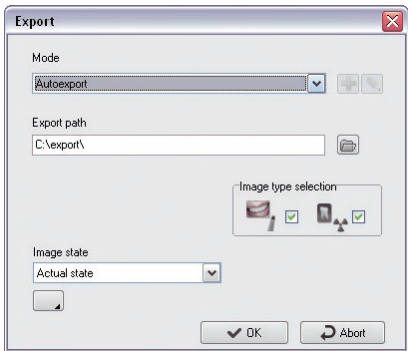 Export
Mode
Autoexport
Export path
C:\export\
Image type selection
Image state
Actual state
OK
Abort